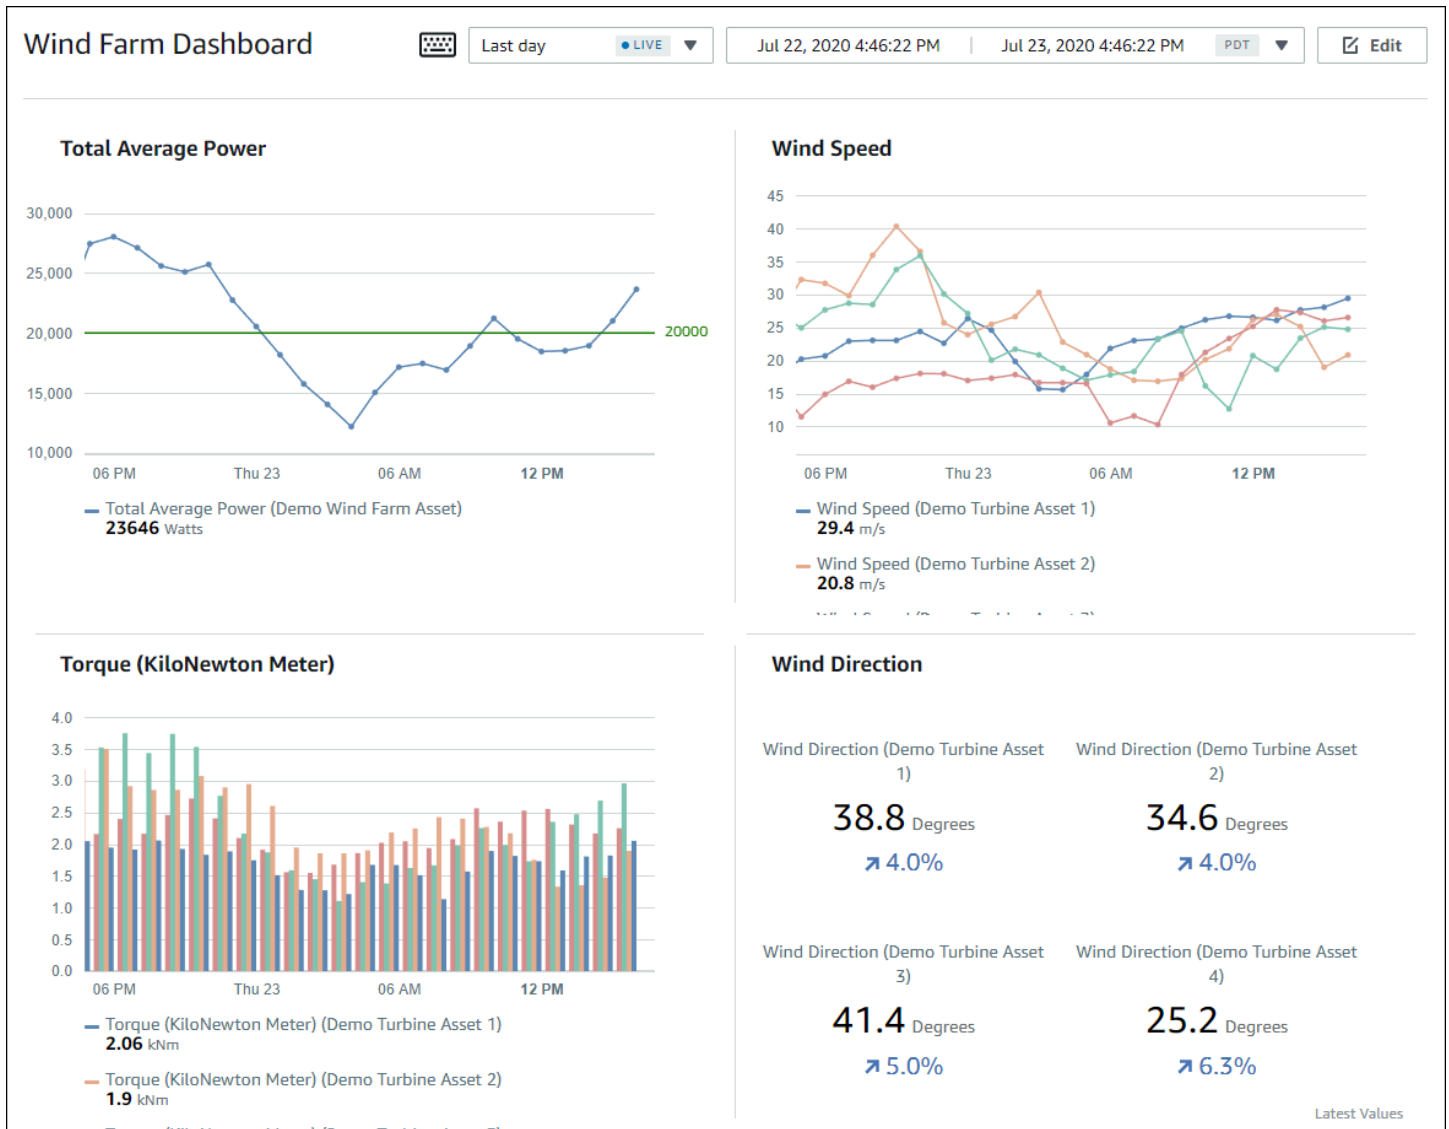 Wind Farm Dashboard
Last day
LIVE
Jul 22, 2020 4:46:22 PM | Jul 23, 2020 4:46:22 PM
PDT
Edit
Total Average Power
30,000
25,000
20,000
15,000
10,000
20000
06 PM
Thu 23
06 AM
12 PM
Total Average Power (Demo Wind Farm Asset)
23646 Watts
Wind Speed
45
40
35
30
25
20
15
10
06 PM
Thu 23
06 AM
12 PM
Wind Speed (Demo Turbine Asset 1)
29.4 m/s
Wind Speed (Demo Turbine Asset 2)
20.8 m/s
Torque (KiloNewton Meter)
4.0
3.5
3.0
2.5
2.0
1.5
1.0
0.5
0.0
06 PM
Thu 23
06 AM
12 PM
Torque (KiloNewton Meter) (Demo Turbine Asset 1)
2.06 kNm
Torque (KiloNewton Meter) (Demo Turbine Asset 2)
1.9 kNm
Wind Direction
Wind Direction (Demo Turbine Asset
1)
38.8 Degrees
4.0%
Wind Direction (Demo Turbine Asset
2)
34.6 Degrees
4.0%
Wind Direction (Demo Turbine Asset
3)
41.4 Degrees
5.0%
Wind Direction (Demo Turbine Asset
4)
25.2 Degrees
6.3%
Latest Values